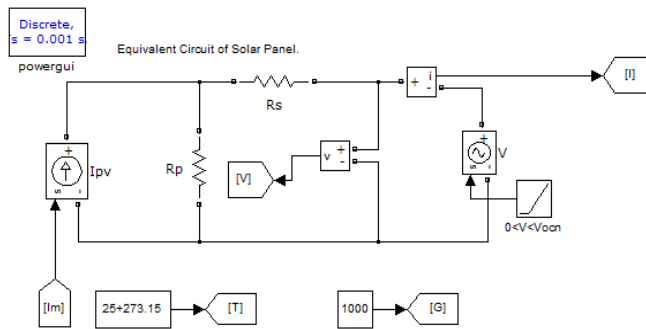 Discrete,
s = 0.001 s
powergui
Equivalent Circuit of Solar Panel.
Rs
+
i
-
[I]
+
V
s
-
0<V<Vocn
v
+
-
[V]
Rp
+
Ipv
s
-
[Im]
25+273.15
[T]
1000
[G]